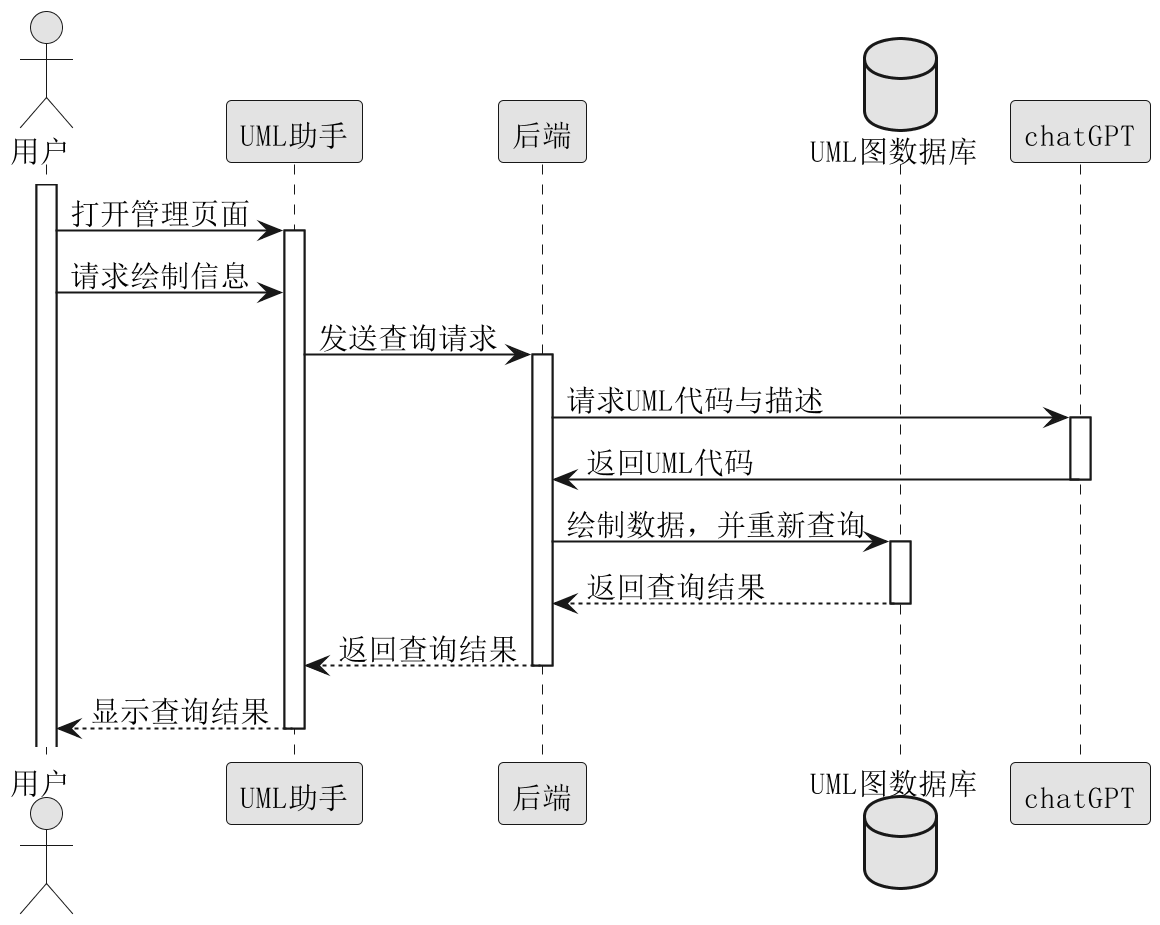 用户
UML助手
后端
UML图数据库
chatGPT
打开管理页面
请求绘制信息
发送查询请求
请求UML代码与描述
返回UML代码
绘制数据，并重新查询
返回查询结果
返回查询结果
显示查询结果
用户
UML助手
后端
UML图数据库
chatGPT